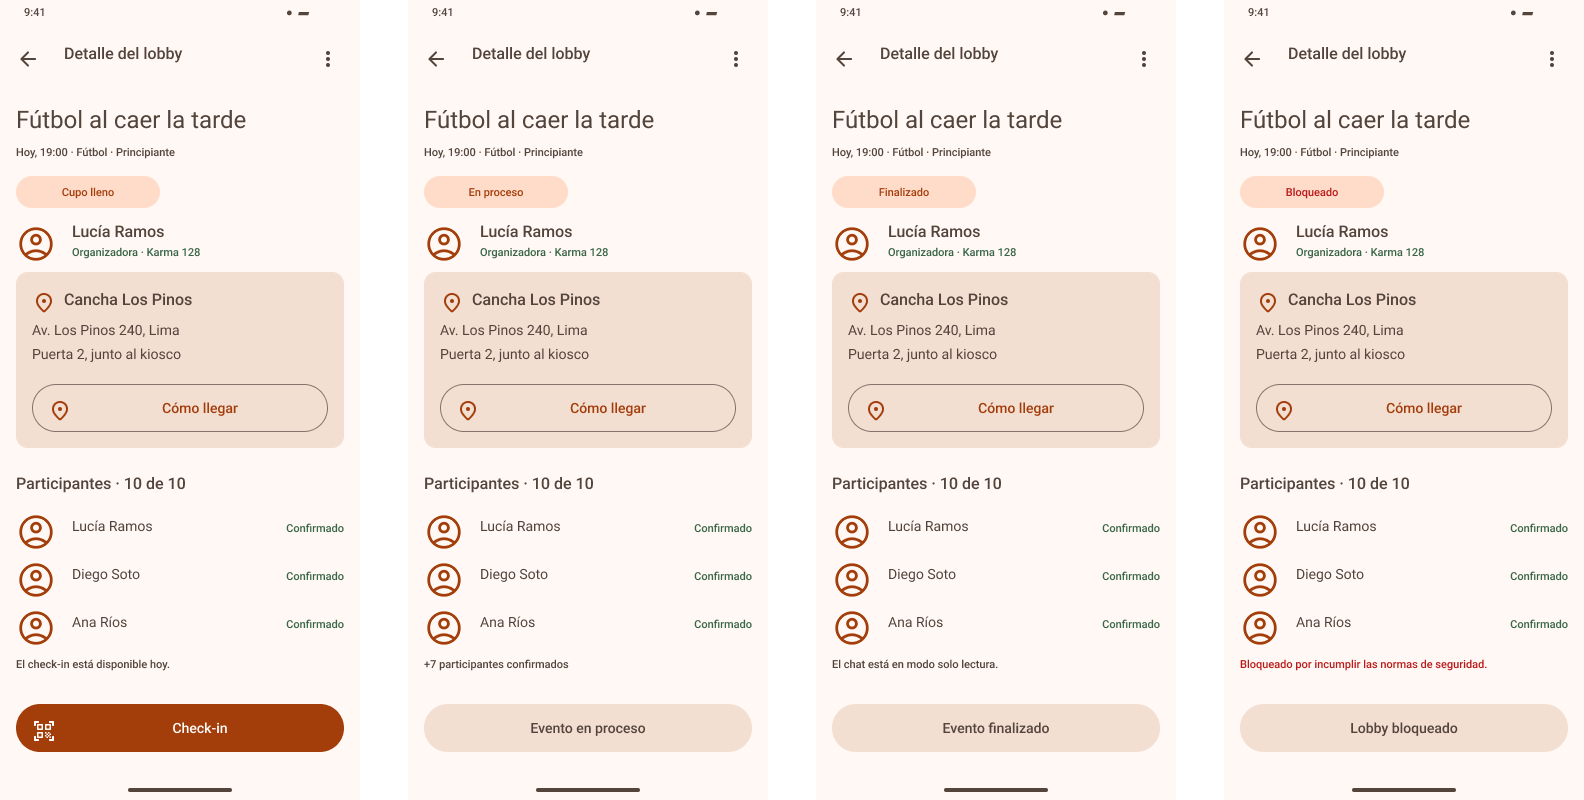 9:41
Detalle del lobby
Fútbol al caer la tarde
Hoy, 19:00 · Fútbol · Principiante
Cupo lleno
Lucía Ramos
Organizadora · Karma 128
Cancha Los Pinos
Av. Los Pinos 240, Lima
Puerta 2, junto al kiosco
Cómo llegar
Participantes · 10 de 10
Lucía Ramos Confirmado
Diego Soto Confirmado
Ana Ríos Confirmado
El check-in está disponible hoy.
Check-in
9:41
Detalle del lobby
Fútbol al caer la tarde
Hoy, 19:00 · Fútbol · Principiante
En proceso
Lucía Ramos
Organizadora · Karma 128
Cancha Los Pinos
Av. Los Pinos 240, Lima
Puerta 2, junto al kiosco
Cómo llegar
Participantes · 10 de 10
Lucía Ramos Confirmado
Diego Soto Confirmado
Ana Ríos Confirmado
+7 participantes confirmados
Evento en proceso
9:41
Detalle del lobby
Fútbol al caer la tarde
Hoy, 19:00 · Fútbol · Principiante
Finalizado
Lucía Ramos
Organizadora · Karma 128
Cancha Los Pinos
Av. Los Pinos 240, Lima
Puerta 2, junto al kiosco
Cómo llegar
Participantes · 10 de 10
Lucía Ramos Confirmado
Diego Soto Confirmado
Ana Ríos Confirmado
El chat está en modo solo lectura.
Evento finalizado
9:41
Detalle del lobby
Fútbol al caer la tarde
Hoy, 19:00 · Fútbol · Principiante
Bloqueado
Lucía Ramos
Organizadora · Karma 128
Cancha Los Pinos
Av. Los Pinos 240, Lima
Puerta 2, junto al kiosco
Cómo llegar
Participantes · 10 de 10
Lucía Ramos Confirmado
Diego Soto Confirmado
Ana Ríos Confirmado
Bloqueado por incumplir las normas de seguridad.
Lobby bloqueado